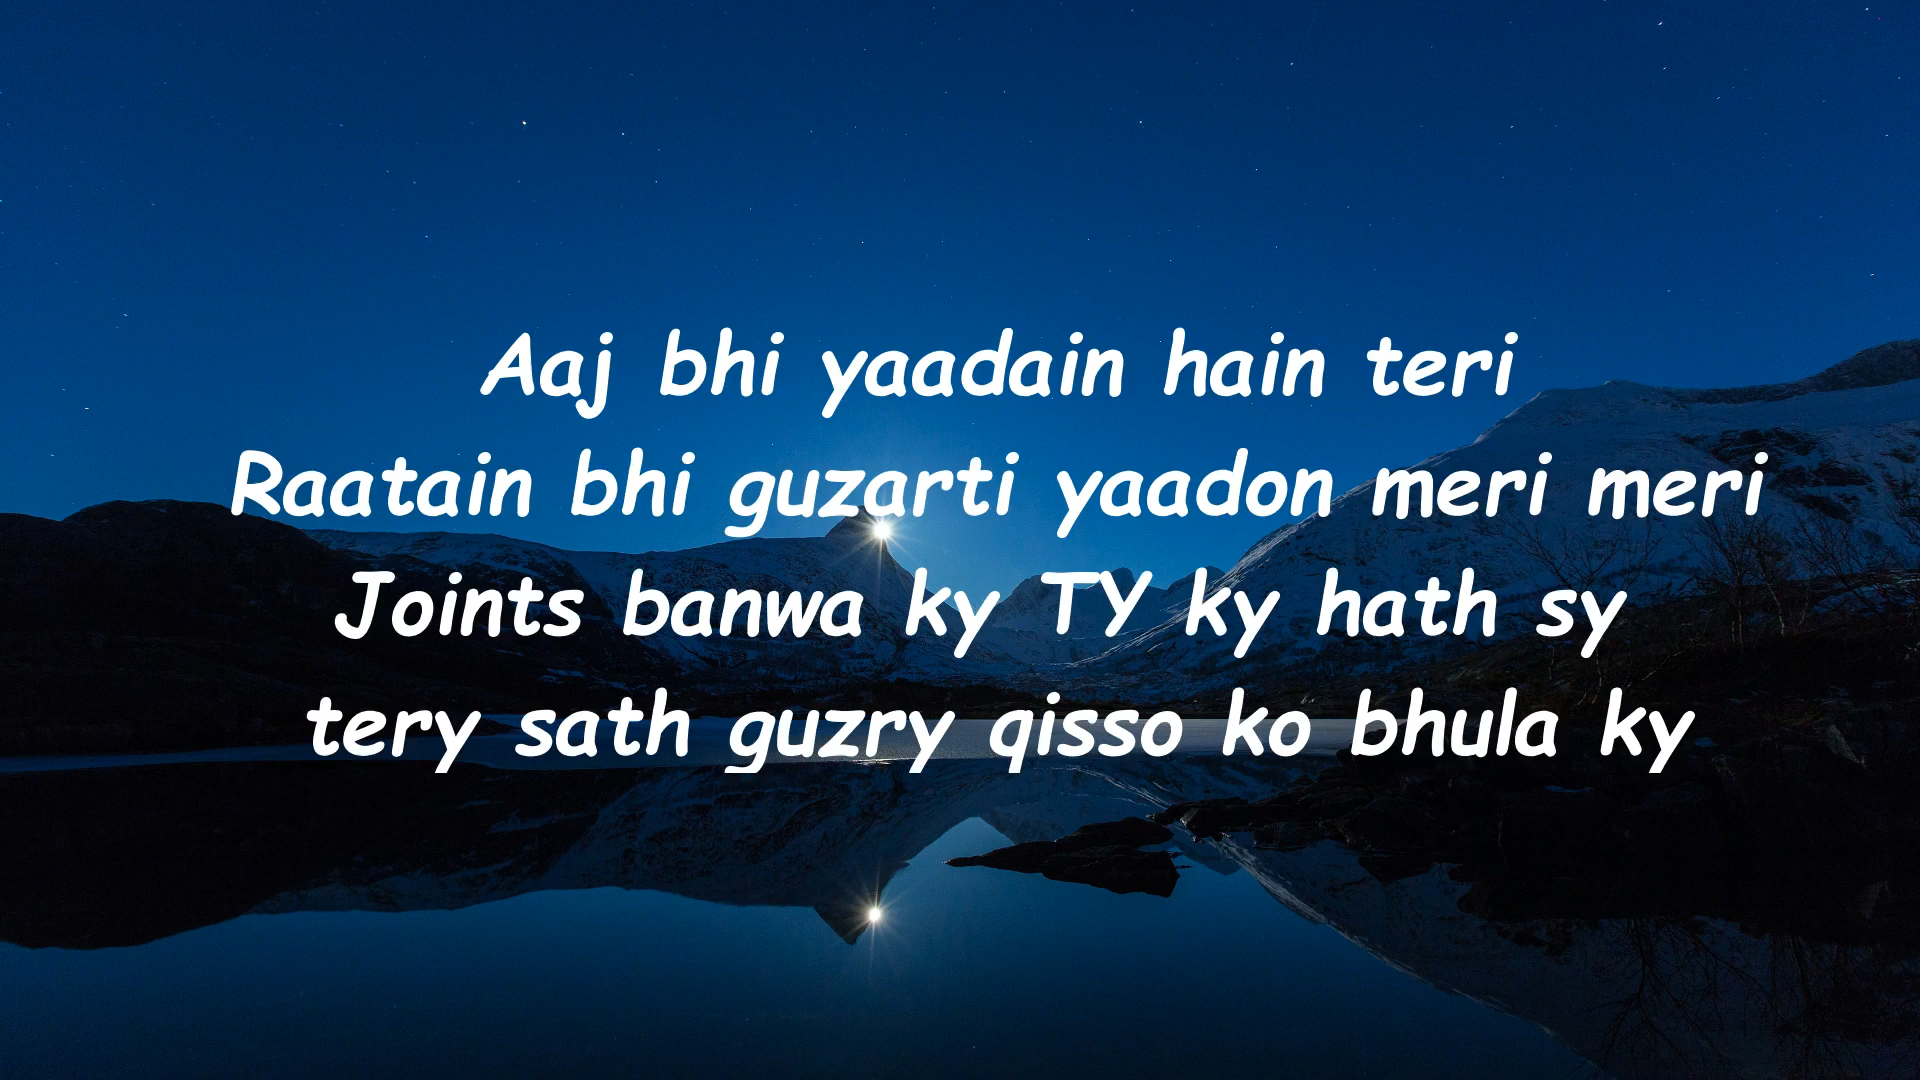 Aaj bhi yaadain hain teri
Raatain bhi guzarti yaadon meri meri
Joints banwa ky TY ky hath sy
tery sath guzry qisso ko bhula ky